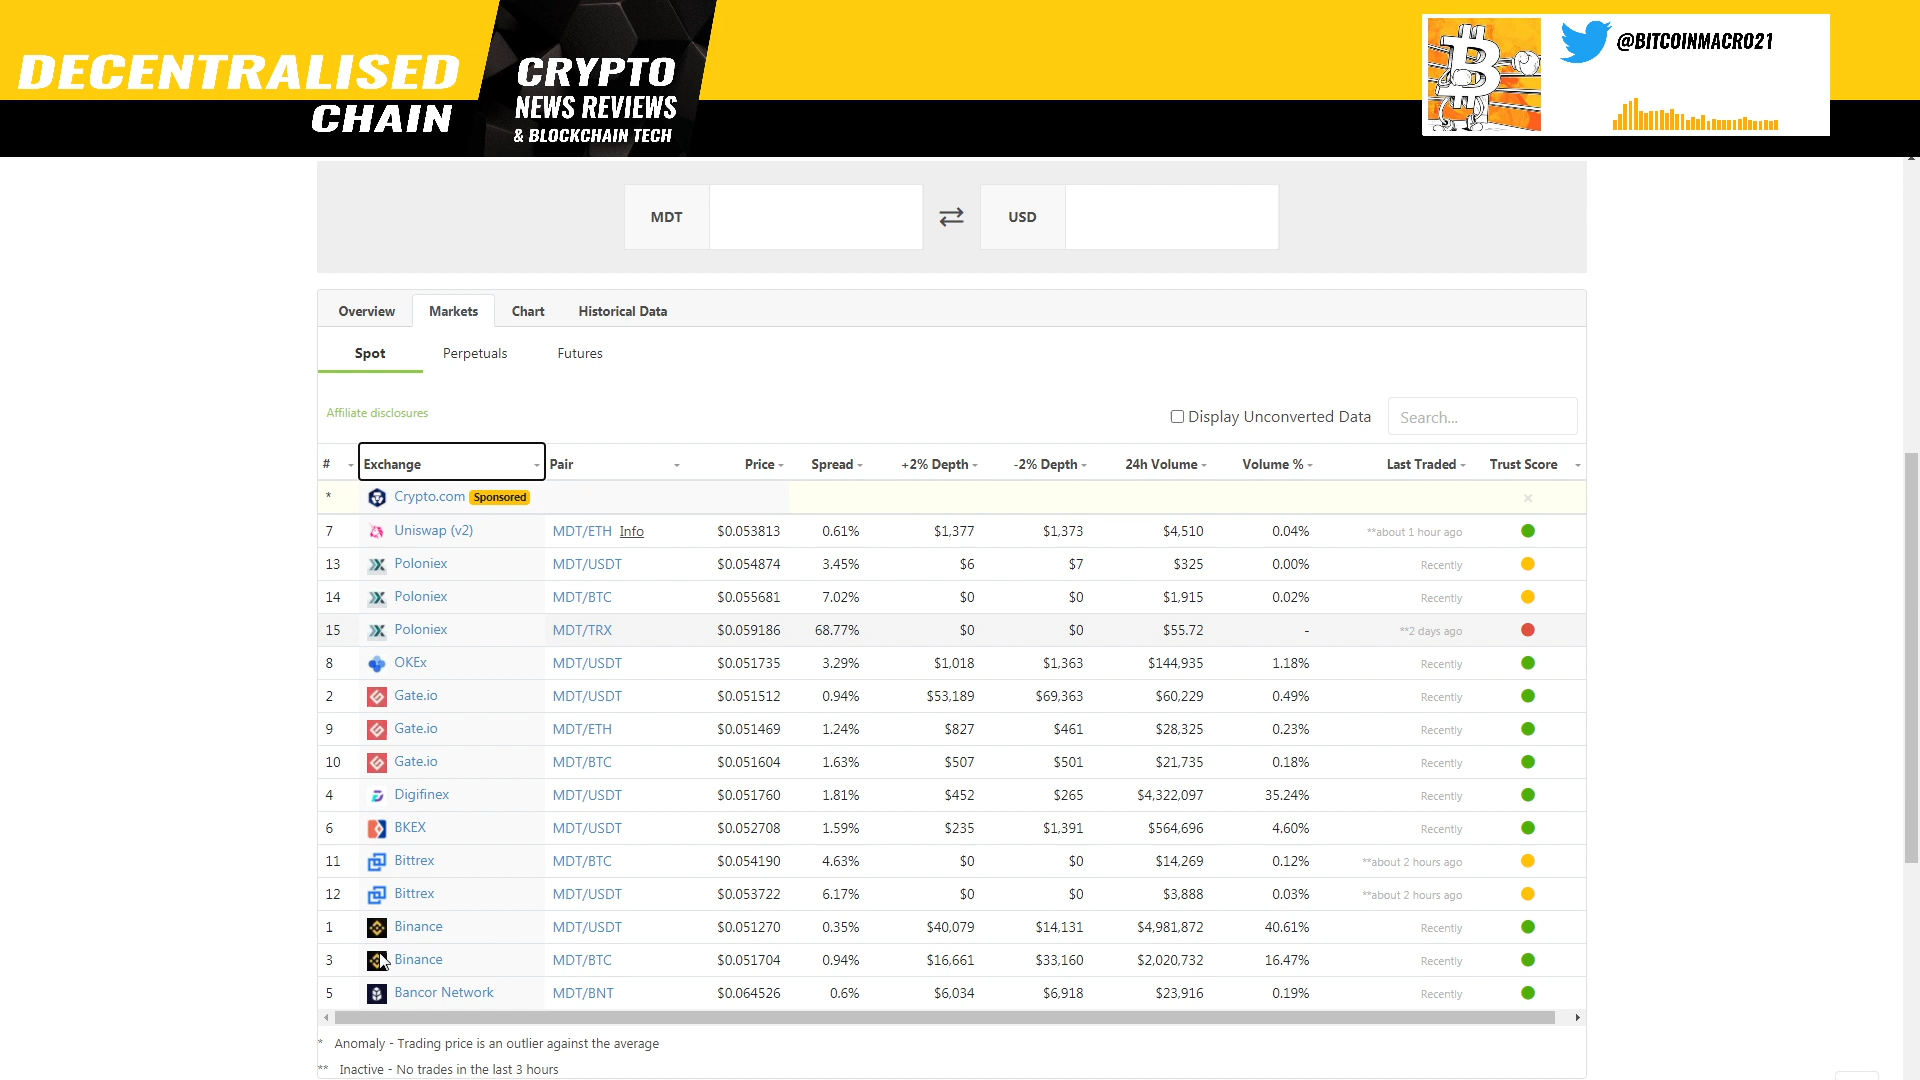 DECENTRALISED
CHAIN
CRYPTO
NEWS REVIEWS
& BLOCKCHAIN TECH
@BITCOINMACRO21
MDT
USD
Overview Markets Chart Historical Data
Spot Perpetuals Futures
Affiliate disclosures
Display Unconverted Data Search...
# Exchange Pair Price Spread +2% Depth -2% Depth 24h Volume Volume % Last Traded Trust Score
* Crypto.com Sponsored ×
7 Uniswap (v2) MDT/ETH Info $0.053813 0.61% $1,377 $1,373 $4,510 0.04% **about 1 hour ago
13 Poloniex MDT/USDT $0.054874 3.45% $6 $7 $325 0.00% Recently
14 Poloniex MDT/BTC $0.055681 7.02% $0 $0 $1,915 0.02% Recently
15 Poloniex MDT/TRX $0.059186 68.77% $0 $0 $55.72 - **2 days ago
8 OKEx MDT/USDT $0.051735 3.29% $1,018 $1,363 $144,935 1.18% Recently
2 Gate.io MDT/USDT $0.051512 0.94% $53,189 $69,363 $60,229 0.49% Recently
9 Gate.io MDT/ETH $0.051469 1.24% $827 $461 $28,325 0.23% Recently
10 Gate.io MDT/BTC $0.051604 1.63% $507 $501 $21,735 0.18% Recently
4 Digifinex MDT/USDT $0.051760 1.81% $452 $265 $4,322,097 35.24% Recently
6 BKEX MDT/USDT $0.052708 1.59% $235 $1,391 $564,696 4.60% Recently
11 Bittrex MDT/BTC $0.054190 4.63% $0 $0 $14,269 0.12% **about 2 hours ago
12 Bittrex MDT/USDT $0.053722 6.17% $0 $0 $3,888 0.03% **about 2 hours ago
1 Binance MDT/USDT $0.051270 0.35% $40,079 $14,131 $4,981,872 40.61% Recently
3 Binance MDT/BTC $0.051704 0.94% $16,661 $33,160 $2,020,732 16.47% Recently
5 Bancor Network MDT/BNT $0.064526 0.6% $6,034 $6,918 $23,916 0.19% Recently
* Anomaly - Trading price is an outlier against the average
** Inactive - No trades in the last 3 hours